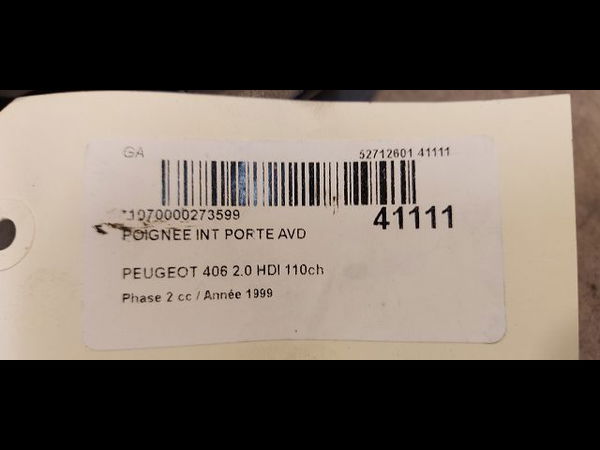 GA 52712601 41111
11070000273599 41111
POIGNEE INT PORTE AVD
PEUGEOT 406 2.0 HDI 110ch
Phase 2 cc / Année 1999